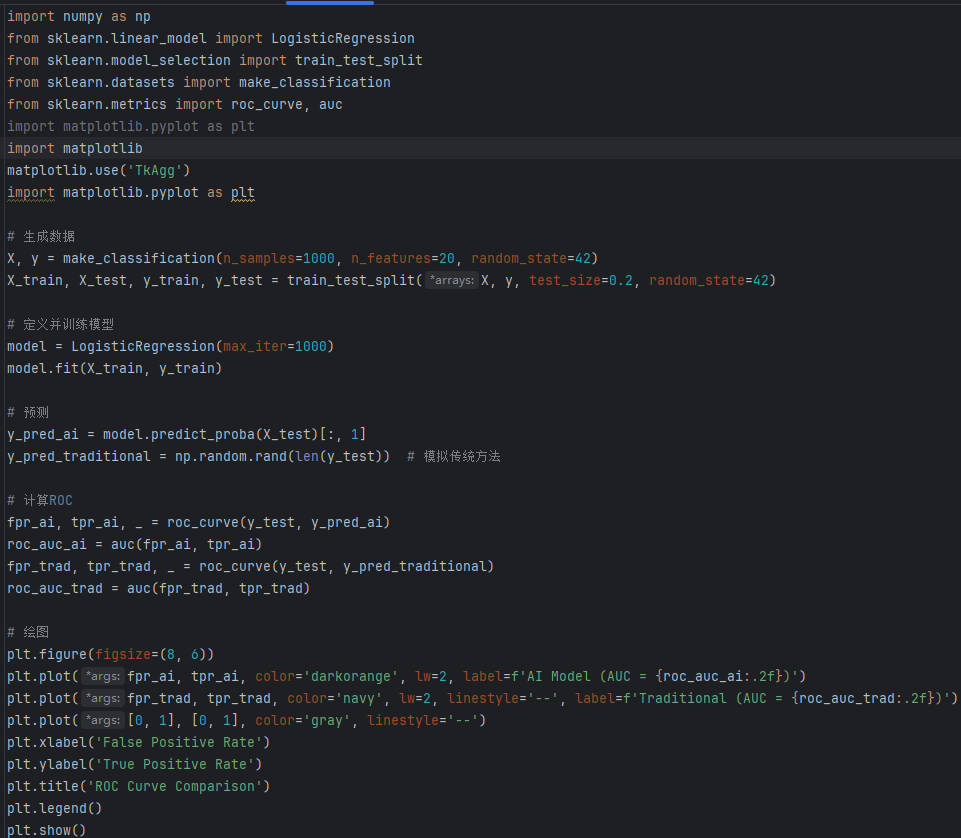 import numpy as np
from sklearn.linear_model import LogisticRegression
from sklearn.model_selection import train_test_split
from sklearn.datasets import make_classification
from sklearn.metrics import roc_curve, auc
import matplotlib.pyplot as plt
import matplotlib
matplotlib.use('TkAgg')
import matplotlib.pyplot as plt
# 生成数据
X, y = make_classification(n_samples=1000, n_features=20, random_state=42)
X_train, X_test, y_train, y_test = train_test_split( *arrays: X, y, test_size=0.2, random_state=42)
# 定义并训练模型
model = LogisticRegression(max_iter=1000)
model.fit(X_train, y_train)
# 预测
y_pred_ai = model.predict_proba(X_test)[:, 1]
y_pred_traditional = np.random.rand(len(y_test))  # 模拟传统方法
# 计算ROC
fpr_ai, tpr_ai, _ = roc_curve(y_test, y_pred_ai)
roc_auc_ai = auc(fpr_ai, tpr_ai)
fpr_trad, tpr_trad, _ = roc_curve(y_test, y_pred_traditional)
roc_auc_trad = auc(fpr_trad, tpr_trad)
# 绘图
plt.figure(figsize=(8, 6))
plt.plot( *args: fpr_ai, tpr_ai, color='darkorange', lw=2, label=f'AI Model (AUC = {roc_auc_ai:.2f})')
plt.plot( *args: fpr_trad, tpr_trad, color='navy', lw=2, linestyle='--', label=f'Traditional (AUC = {roc_auc_trad:.2f})')
plt.plot( *args: [0, 1], [0, 1], color='gray', linestyle='--')
plt.xlabel('False Positive Rate')
plt.ylabel('True Positive Rate')
plt.title('ROC Curve Comparison')
plt.legend()
plt.show()